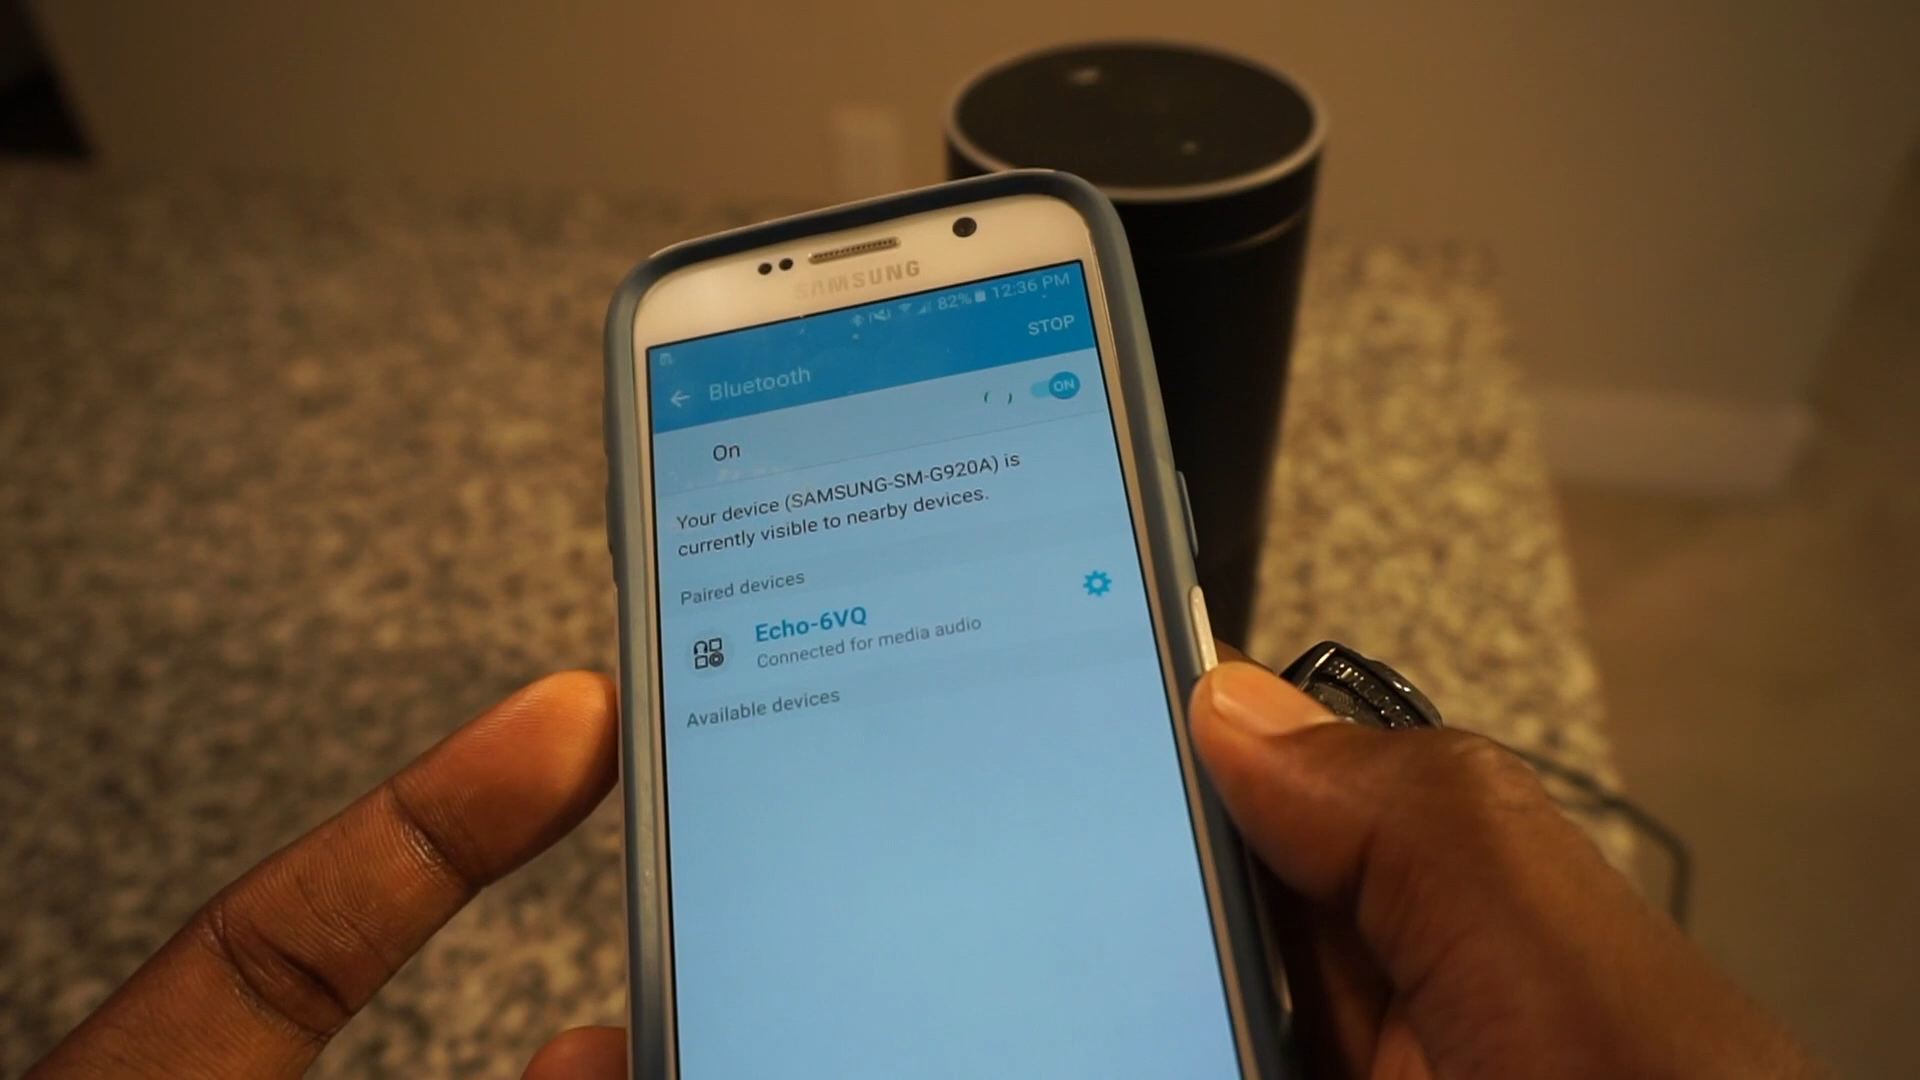 SAMSUNG
82% 12:36 PM
Bluetooth
STOP
On
ON
Your device (SAMSUNG-SM-G920A) is
currently visible to nearby devices.
Paired devices
Echo-6VQ
Connected for media audio
Available devices